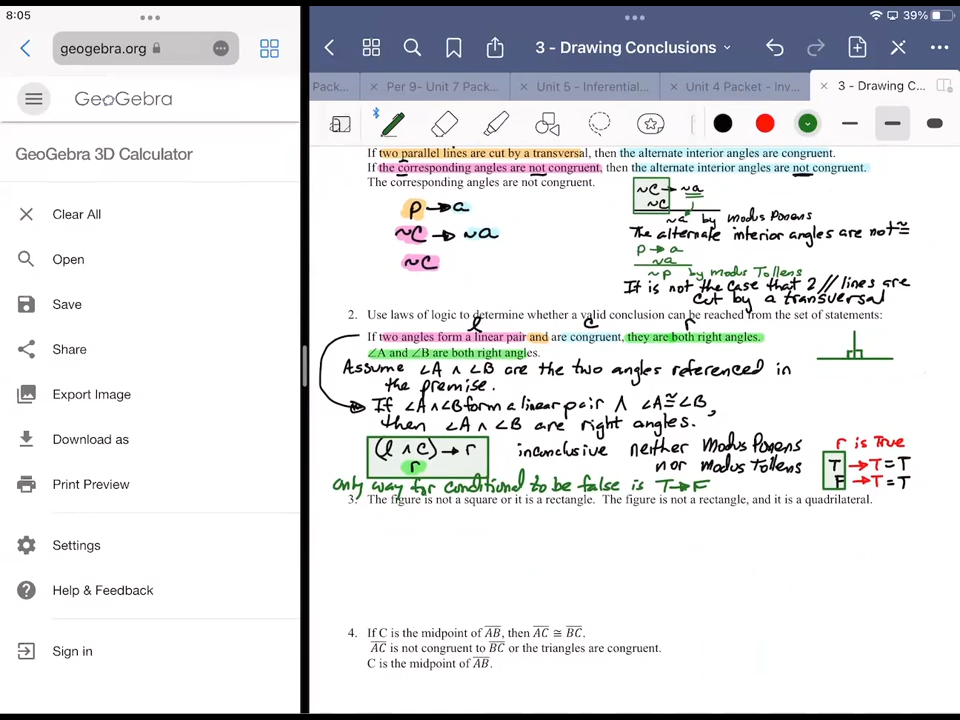 8:05
39%
geogebra.org
GeoGebra
GeoGebra 3D Calculator
Clear All
Open
Save
Share
Export Image
Download as
Print Preview
Settings
Help & Feedback
Sign in
3 - Drawing Conclusions
Pack...
Per 9- Unit 7 Pack...
Unit 5 - Inferential...
Unit 4 Packet - Inv...
3 - Drawing C...
If two parallel lines are cut by a transversal, then the alternate interior angles are congruent.
If the corresponding angles are not congruent, then the alternate interior angles are not congruent.
The corresponding angles are not congruent.
p → a
~C → ~a
~C
~C → ~a
~C
~a by modus Ponens
The alternate interior angles are not ≅
p → a
~a
~p by modus Tollens
It is not the case that 2 // lines are
cut by a transversal
2. Use laws of logic to determine whether a valid conclusion can be reached from the set of statements:
l c r
If two angles form a linear pair and are congruent, they are both right angles.
∠A and ∠B are both right angles.
Assume ∠A ∧ ∠B are the two angles referenced in
the premise.
If ∠A ∧ ∠B form a linear pair ∧ ∠A ≅ ∠B,
then ∠A ∧ ∠B are right angles.
(l ∧ c) → r
r
inconclusive neither Modus Ponens
nor modus Tollens
r is True
T → T = T
F → T = T
only way for conditional to be false is T → F
3. The figure is not a square or it is a rectangle. The figure is not a rectangle, and it is a quadrilateral.
4. If C is the midpoint of A̅B̅, then A̅C̅ ≅ B̅C̅.
A̅C̅ is not congruent to B̅C̅ or the triangles are congruent.
C is the midpoint of A̅B̅.